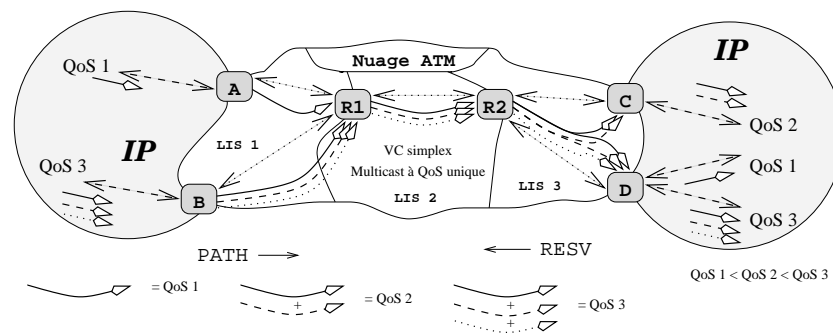 IP
Nuage ATM
QoS 1
A
C
R1
R2
QoS 2
LIS 1
IP
VC simplex
QoS 1
QoS 3
Multicast à QoS unique
LIS 3
B
LIS 2
D
QoS 3
PATH
RESV
QoS 1 < QoS 2 < QoS 3
= QoS 1
+
= QoS 2
+
+
= QoS 3